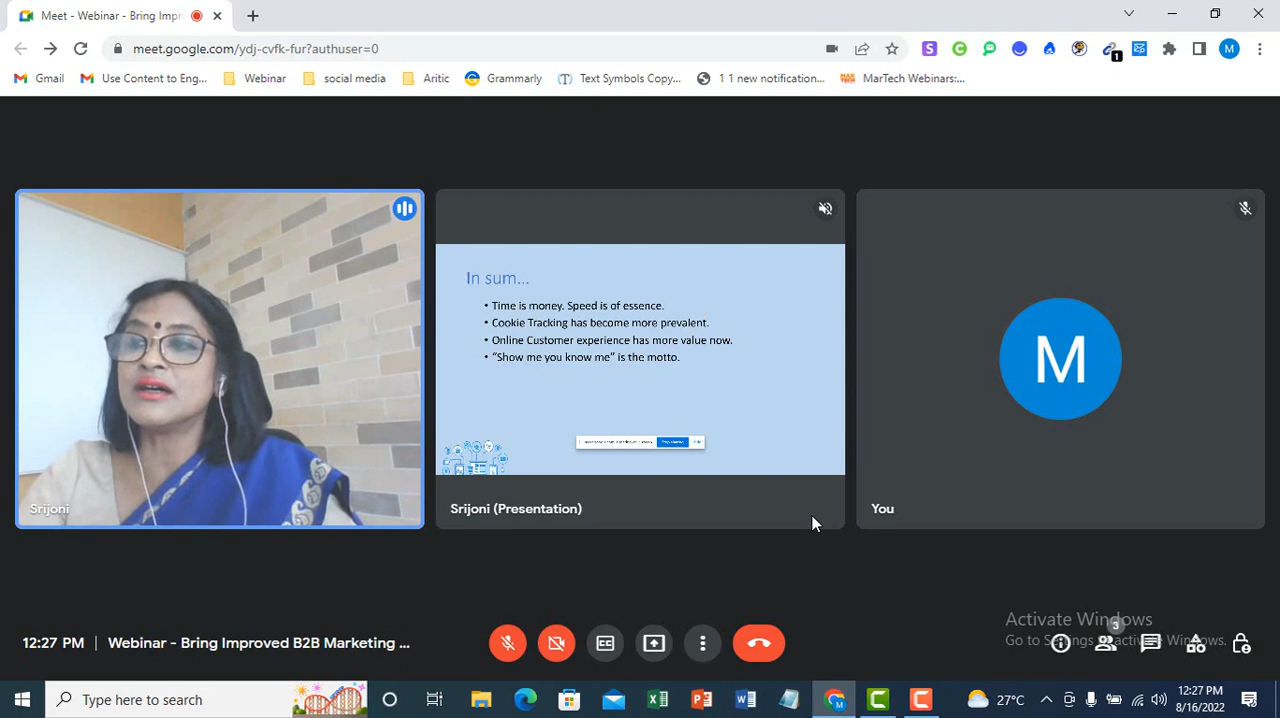 Meet - Webinar - Bring Impr
meet.google.com/ydj-cvfk-fur?authuser=0
M
Gmail
Use Content to Eng...
Webinar
social media
Aritic
Grammarly
Text Symbols Copy...
1 1 new notification...
MarTech Webinars:...
In sum...
• Time is money. Speed is of essence.
• Cookie Tracking has become more prevalent.
• Online Customer experience has more value now.
• “Show me you know me” is the motto.
Srijoni
Srijoni (Presentation)
M
You
Activate Windows
Go to Settings to activate Windows.
12:27 PM | Webinar - Bring Improved B2B Marketing ...
3
Type here to search
27°C
12:27 PM
8/16/2022